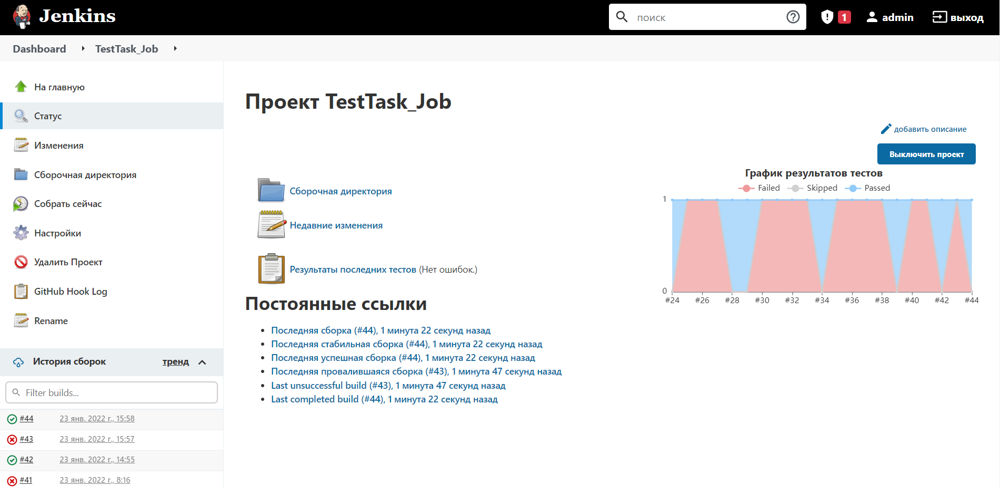 Jenkins
поиск
1
admin
выход
Dashboard
TestTask_Job
На главную
Статус
Изменения
Сборочная директория
Собрать сейчас
Настройки
Удалить Проект
GitHub Hook Log
Rename
История сборок
тренд
Filter builds...
#44 23 янв. 2022 г., 15:58
#43 23 янв. 2022 г., 15:57
#42 23 янв. 2022 г., 14:55
#41 23 янв. 2022 г., 8:16
Проект TestTask_Job
добавить описание
Выключить проект
Сборочная директория
Недавние изменения
Результаты последних тестов (Нет ошибок.)
График результатов тестов
Failed Skipped Passed
1
0
#24 #26 #28 #30 #32 #34 #36 #38 #40 #42 #44
Постоянные ссылки
Последняя сборка (#44), 1 минута 22 секунд назад
Последняя стабильная сборка (#44), 1 минута 22 секунд назад
Последняя успешная сборка (#44), 1 минута 22 секунд назад
Последняя провалившаяся сборка (#43), 1 минута 47 секунд назад
Last unsuccessful build (#43), 1 минута 47 секунд назад
Last completed build (#44), 1 минута 22 секунд назад